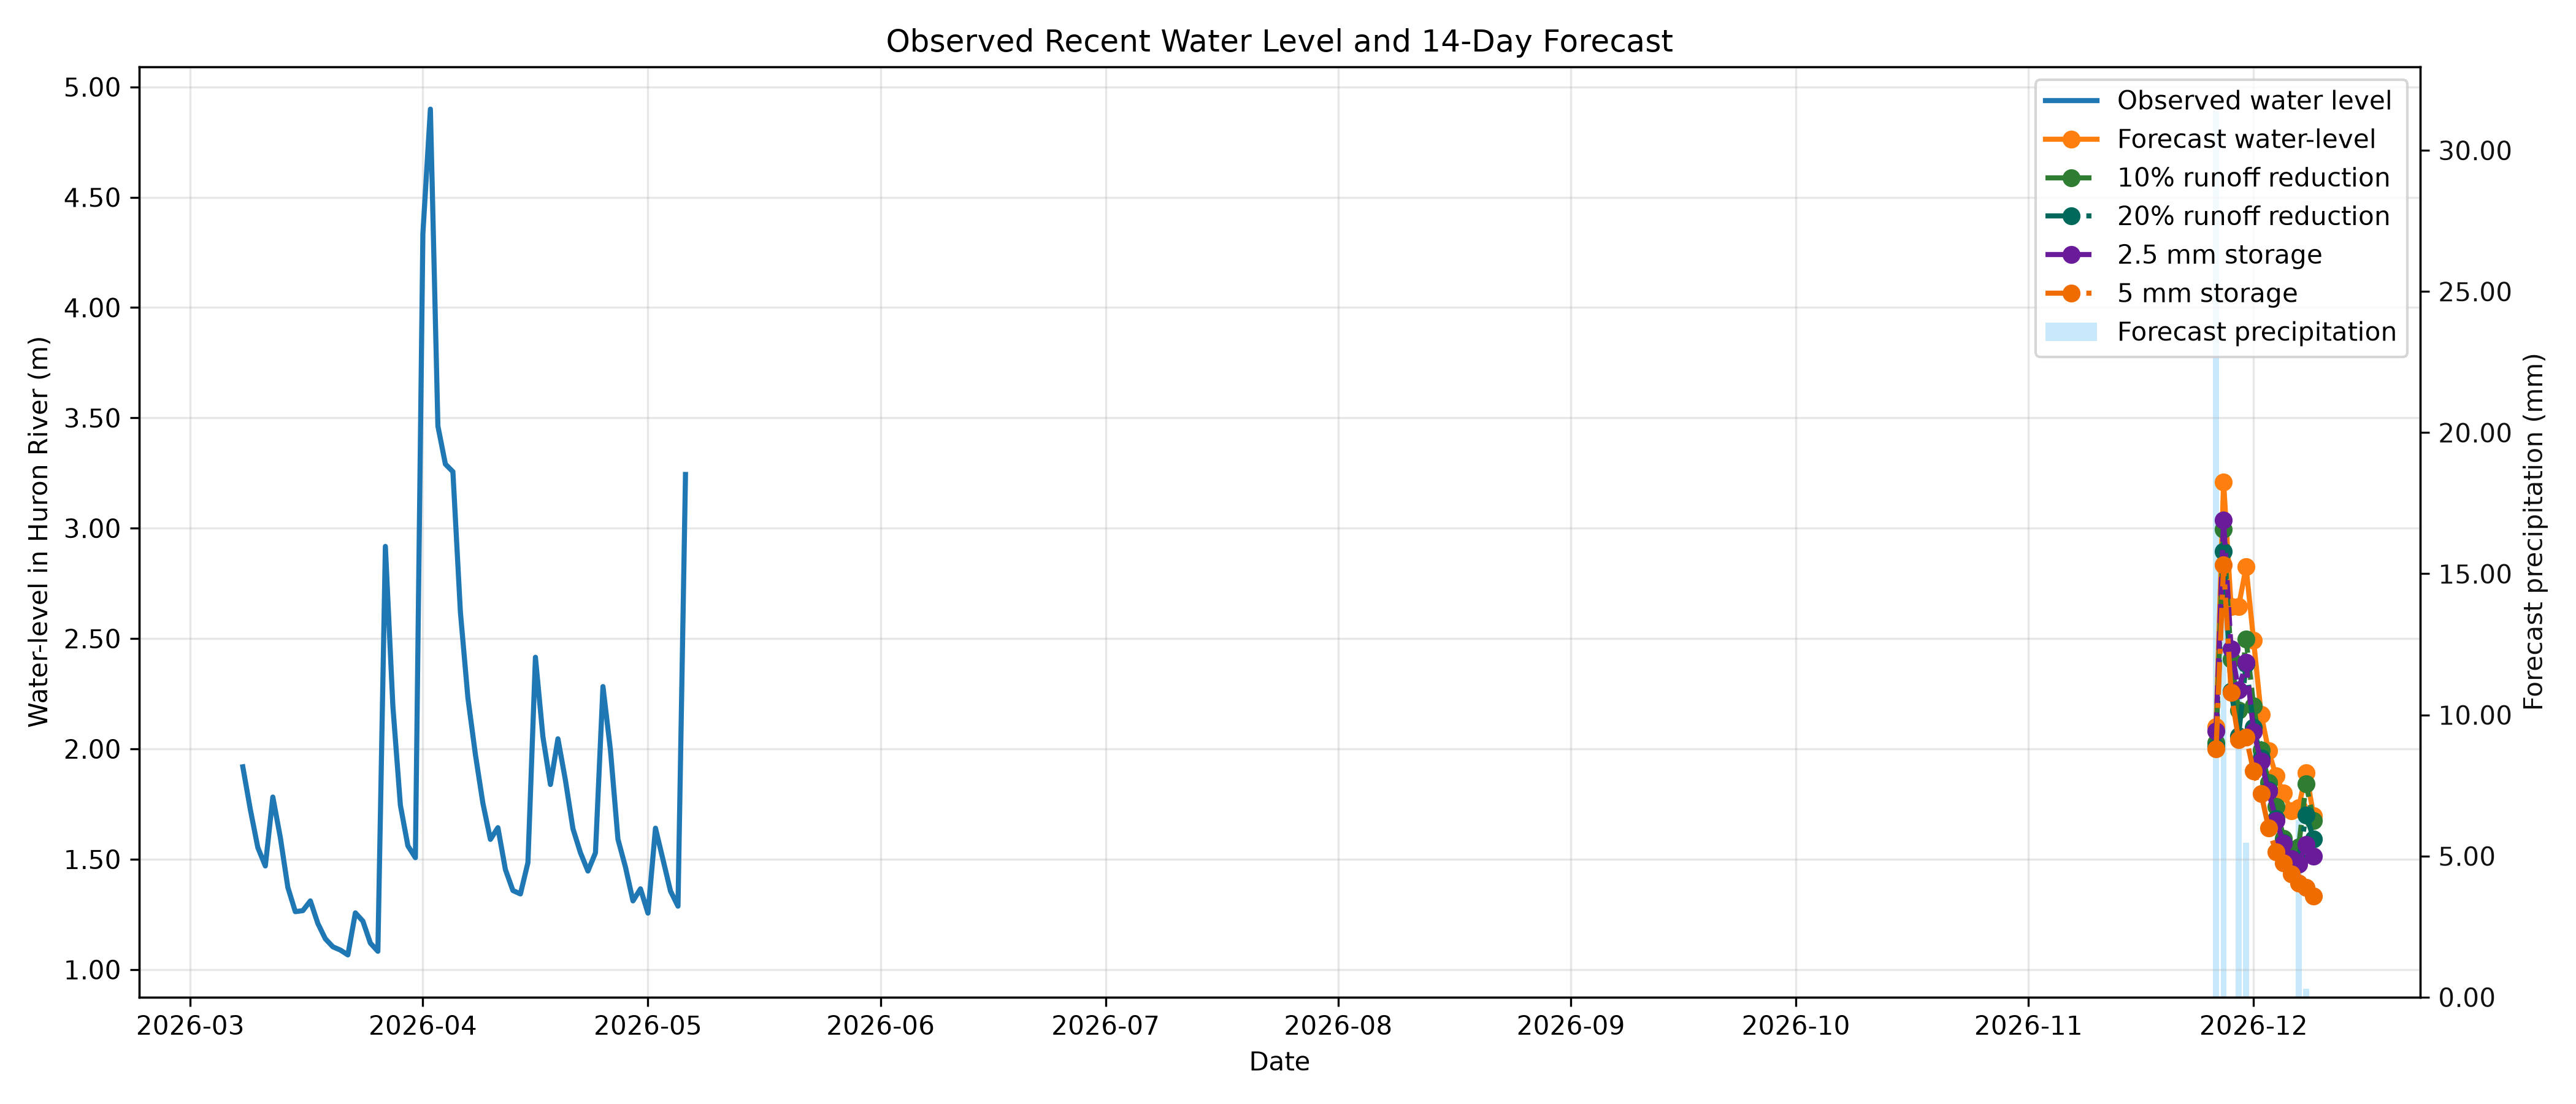 Observed Recent Water Level and 14-Day Forecast
Water-level in Huron River (m)
5.00
4.50
4.00
3.50
3.00
2.50
2.00
1.50
1.00
Observed water level
Forecast water-level
10% runoff reduction
20% runoff reduction
2.5 mm storage
5 mm storage
Forecast precipitation
30.00
25.00
20.00
15.00
10.00
5.00
0.00
Forecast precipitation (mm)
2026-03 2026-04 2026-05 2026-06 2026-07 2026-08 2026-09 2026-10 2026-11 2026-12
Date